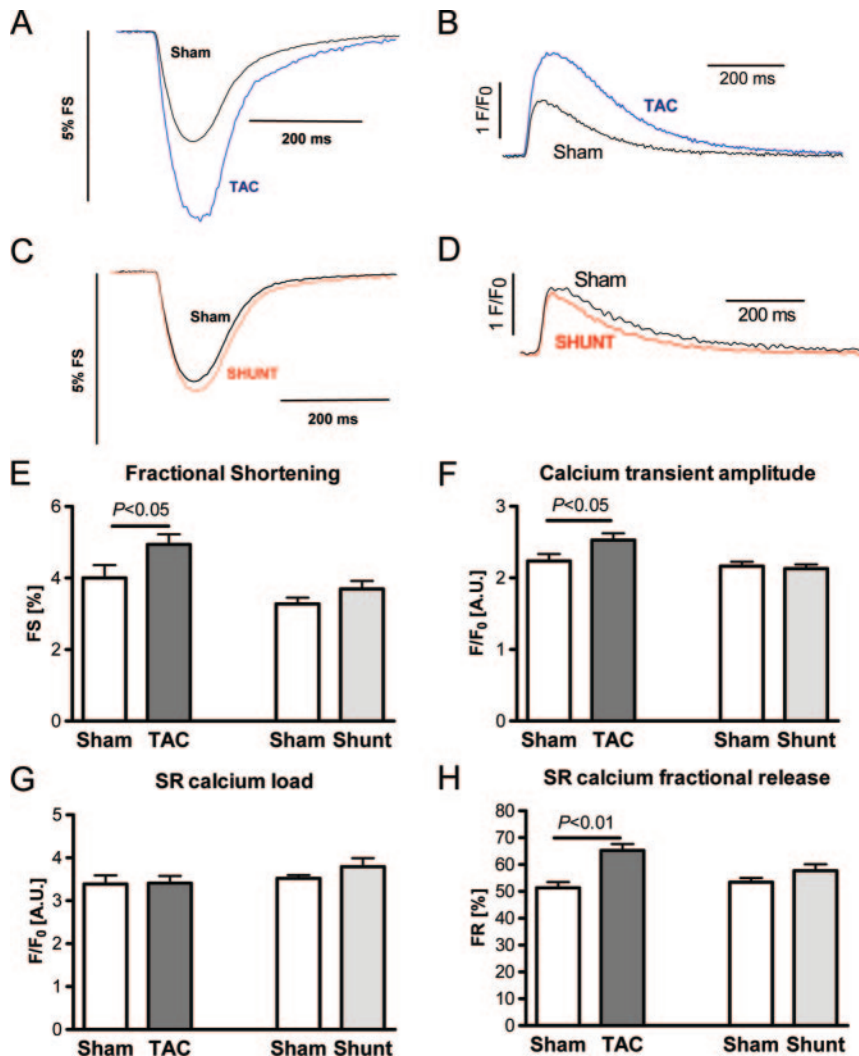 A
Sham
5% FS
200 ms
TAC
B
200 ms
1 F/F0
TAC
Sham
C
Sham
5% FS
SHUNT
200 ms
D
Sham
1 F/F0
200 ms
SHUNT
E
Fractional Shortening
P<0.05
6
4
2
0
FS [%]
Sham TAC Sham Shunt
F
Calcium transient amplitude
P<0.05
3
2
1
0
F/F0 [A.U.]
Sham TAC Sham Shunt
G
SR calcium load
5
4
3
3
2
1
0
F/F0 [A.U.]
Sham TAC Sham Shunt
H
SR calcium fractional release
P<0.01
80
70
60
50
40
30
20
10
0
FR [%]
Sham TAC Sham Shunt